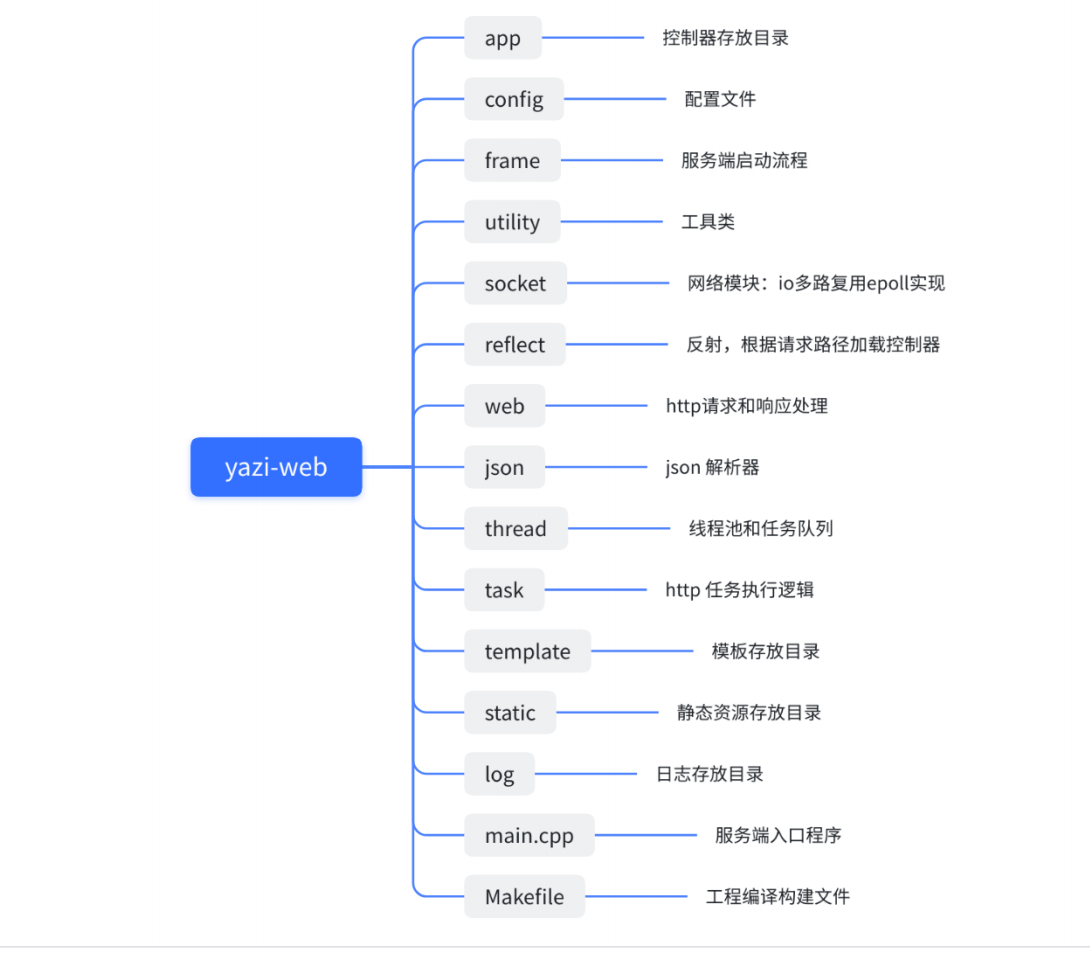 app 控制器存放目录
config 配置文件
frame 服务端启动流程
utility 工具类
socket 网络模块：io多路复用epoll实现
reflect 反射，根据请求路径加载控制器
web http请求和响应处理
yazi-web json json 解析器
thread 线程池和任务队列
task http 任务执行逻辑
template 模板存放目录
static 静态资源存放目录
log 日志存放目录
main.cpp 服务端入口程序
Makefile 工程编译构建文件